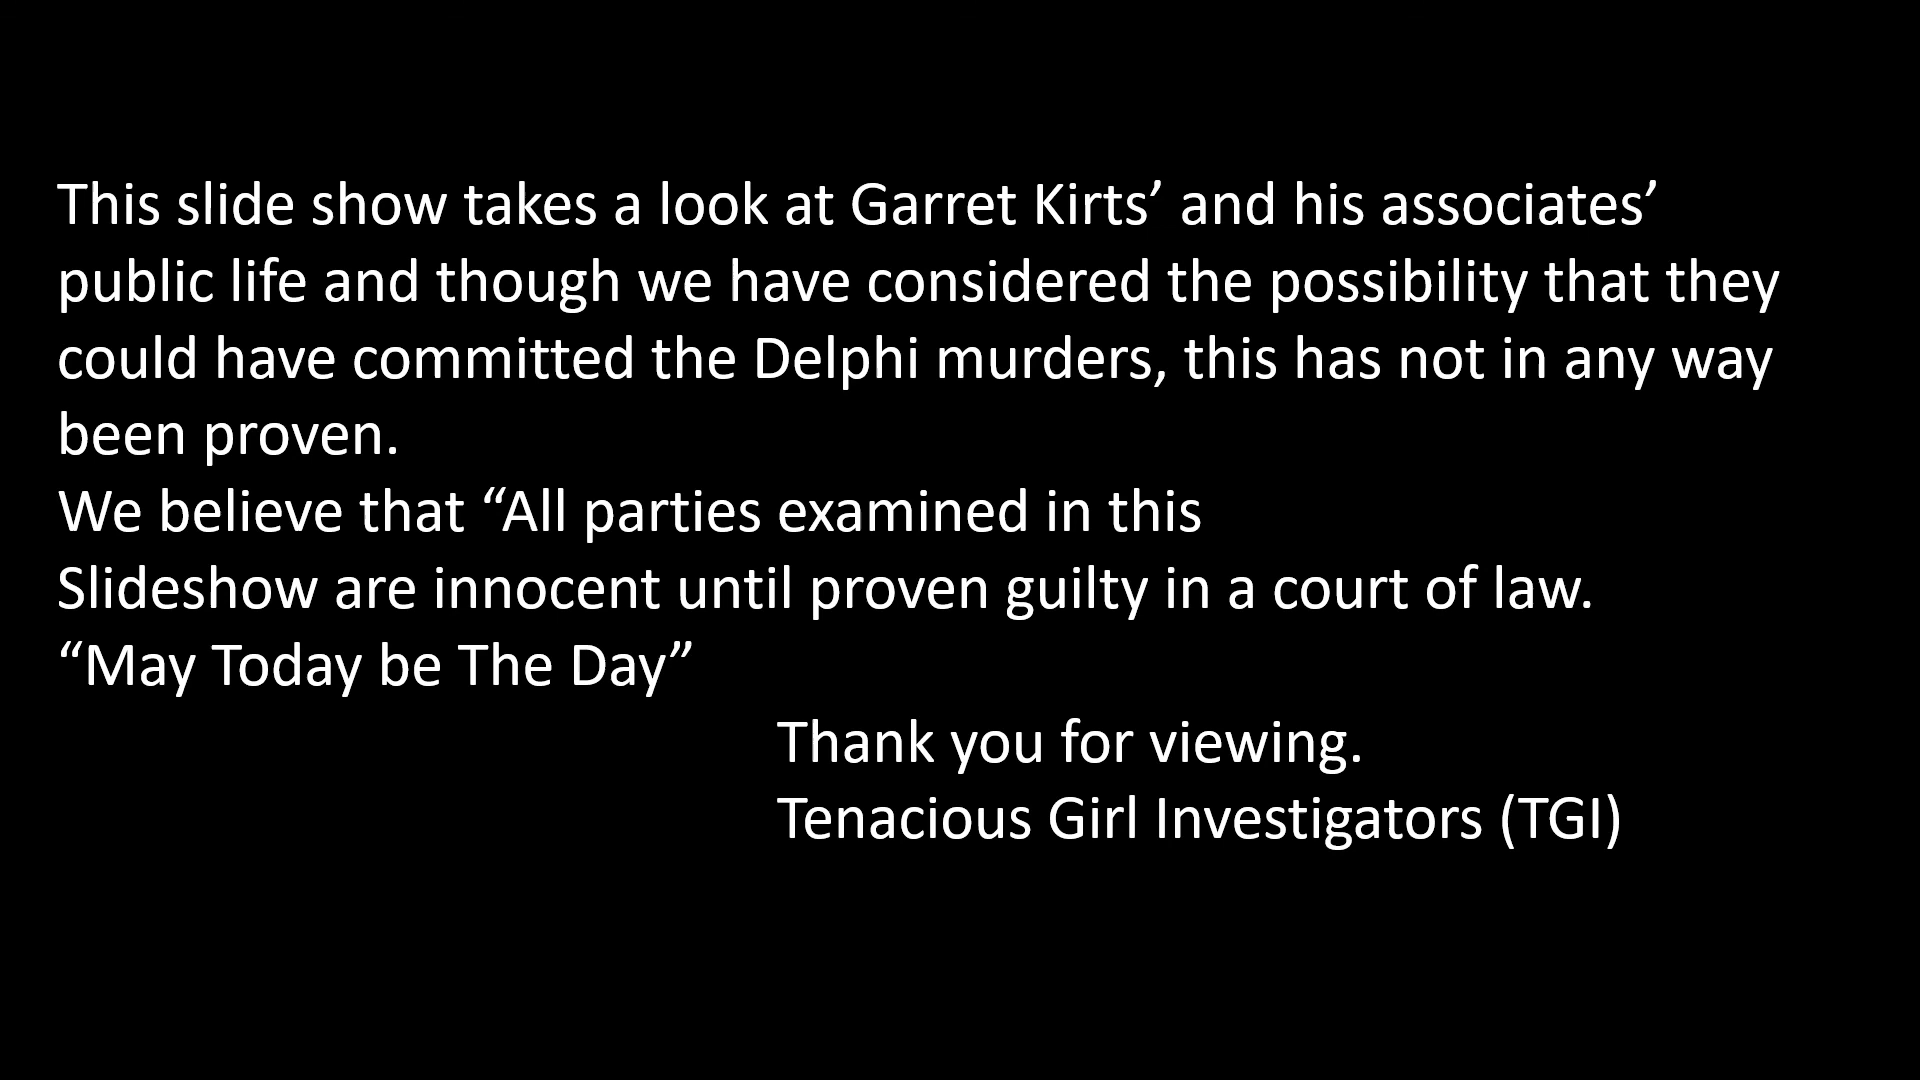 This slide show takes a look at Garret Kirts’ and his associates’
public life and though we have considered the possibility that they
could have committed the Delphi murders, this has not in any way
been proven.
We believe that “All parties examined in this
Slideshow are innocent until proven guilty in a court of law.
“May Today be The Day”
Thank you for viewing.
Tenacious Girl Investigators (TGI)